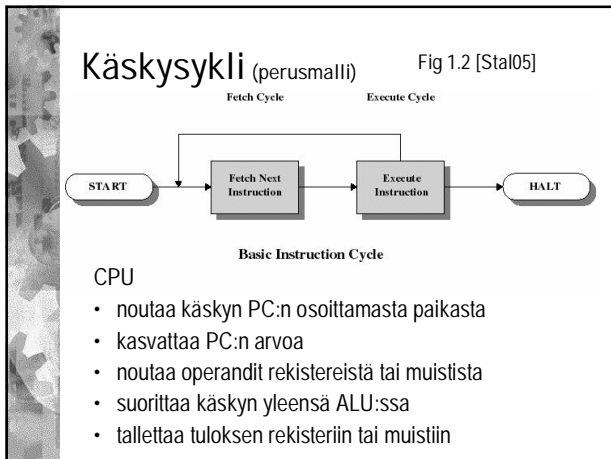 Käskysykli (perusmalli) Fig 1.2 [Stal05]
Fetch Cycle Execute Cycle
START
Fetch Next
Instruction
Execute
Instruction
HALT
Basic Instruction Cycle
CPU
• noutaa käskyn PC:n osoittamasta paikasta
• kasvattaa PC:n arvoa
• noutaa operandit rekistereistä tai muistista
• suorittaa käskyn yleensä ALU:ssa
• tallettaa tuloksen rekisteriin tai muistiin